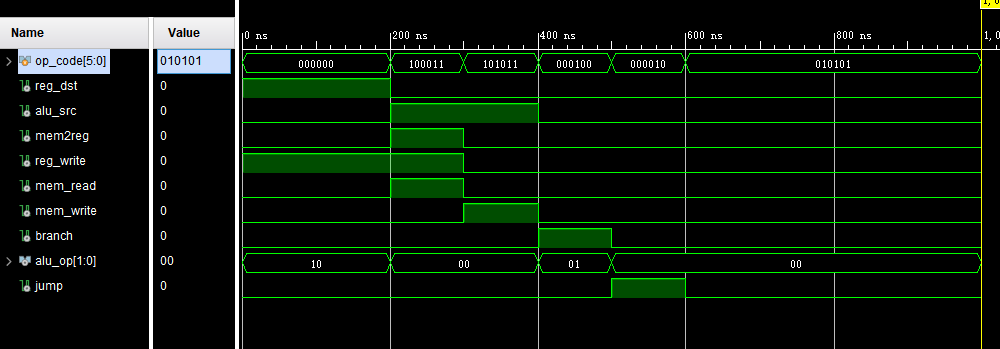 1, 0
Name Value
0 ns 200 ns 400 ns 600 ns 800 ns 1, 0
op_code[5:0] 010101 000000 100011 101011 000100 000010 010101
reg_dst 0
alu_src 0
mem2reg 0
reg_write 0
mem_read 0
mem_write 0
branch 0
alu_op[1:0] 00 10 00 01 00
jump 0